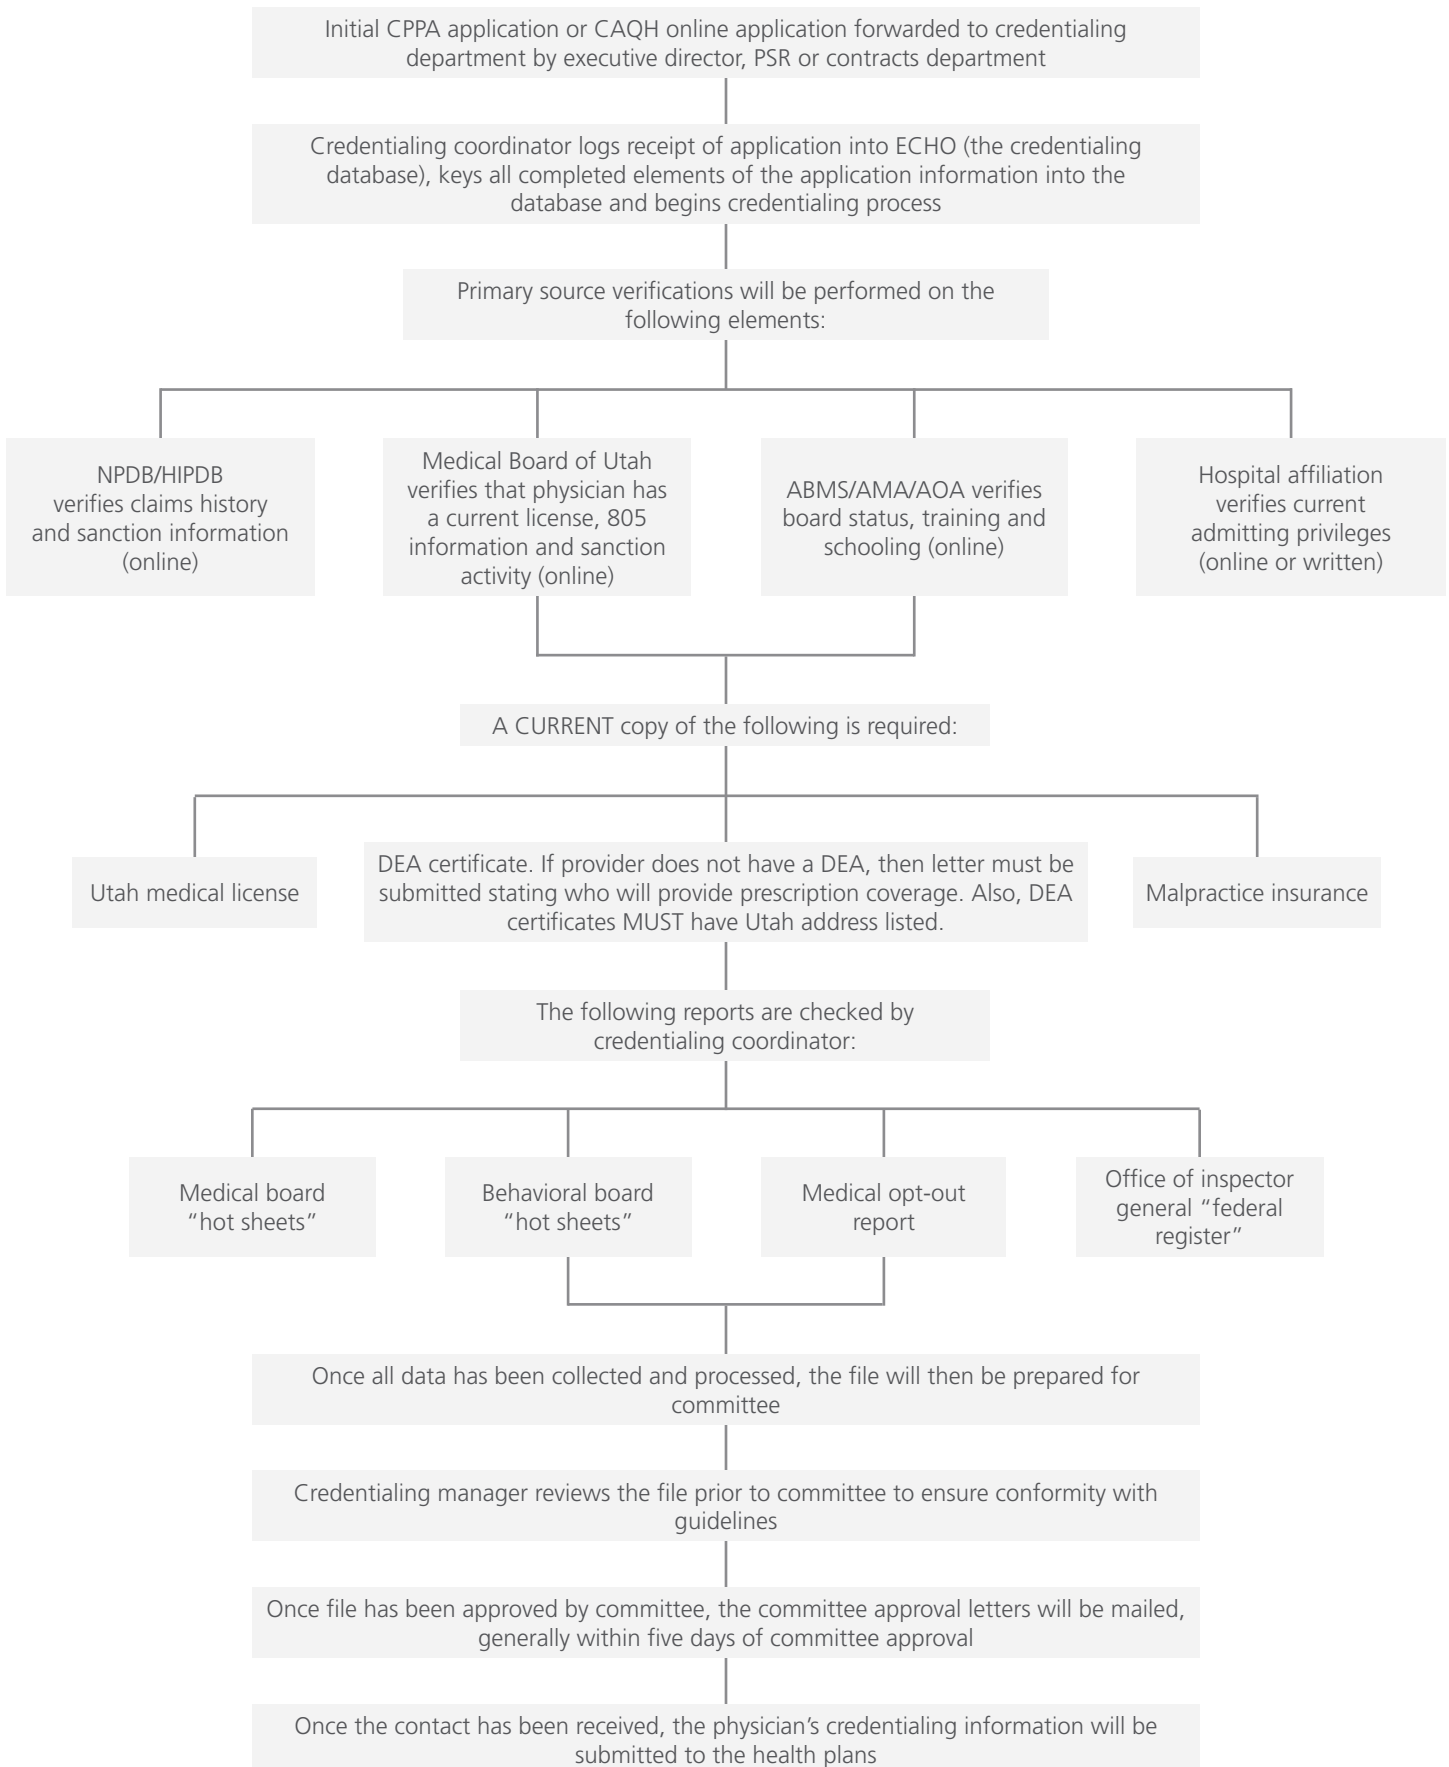 Initial CPPA application or CAQH online application forwarded to credentialing
department by executive director, PSR or contracts department
Credentialing coordinator logs receipt of application into ECHO (the credentialing
database), keys all completed elements of the application information into the
database and begins credentialing process
Primary source verifications will be performed on the
following elements:
NPDB/HIPDB
verifies claims history
and sanction information
(online)
Medical Board of Utah
verifies that physician has
a current license, 805
information and sanction
activity (online)
ABMS/AMA/AOA verifies
board status, training and
schooling (online)
Hospital affiliation
verifies current
admitting privileges
(online or written)
A CURRENT copy of the following is required:
Utah medical license
DEA certificate. If provider does not have a DEA, then letter must be
submitted stating who will provide prescription coverage. Also, DEA
certificates MUST have Utah address listed.
Malpractice insurance
The following reports are checked by
credentialing coordinator:
Medical board
“hot sheets”
Behavioral board
“hot sheets”
Medical opt-out
report
Office of inspector
general “federal
register”
Once all data has been collected and processed, the file will then be prepared for
committee
Credentialing manager reviews the file prior to committee to ensure conformity with
guidelines
Once file has been approved by committee, the committee approval letters will be mailed,
generally within five days of committee approval
Once the contact has been received, the physician’s credentialing information will be
submitted to the health plans